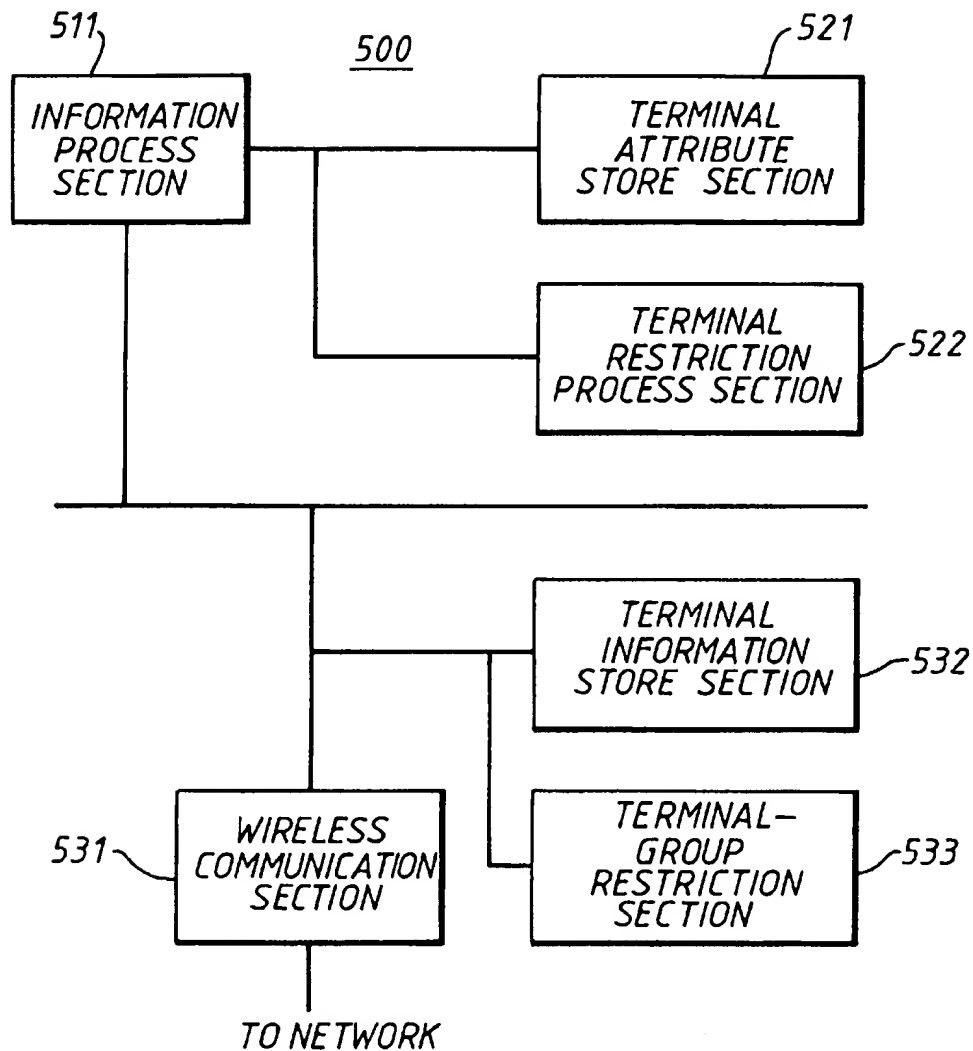 511
500
521
INFORMATION
PROCESS
SECTION
TERMINAL
ATTRIBUTE
STORE SECTION
TERMINAL
RESTRICTION
PROCESS SECTION
522
TERMINAL
INFORMATION
STORE SECTION
532
531
WIRELESS
COMMUNICATION
SECTION
TERMINAL-
GROUP
RESTRICTION
SECTION
533
TO NETWORK